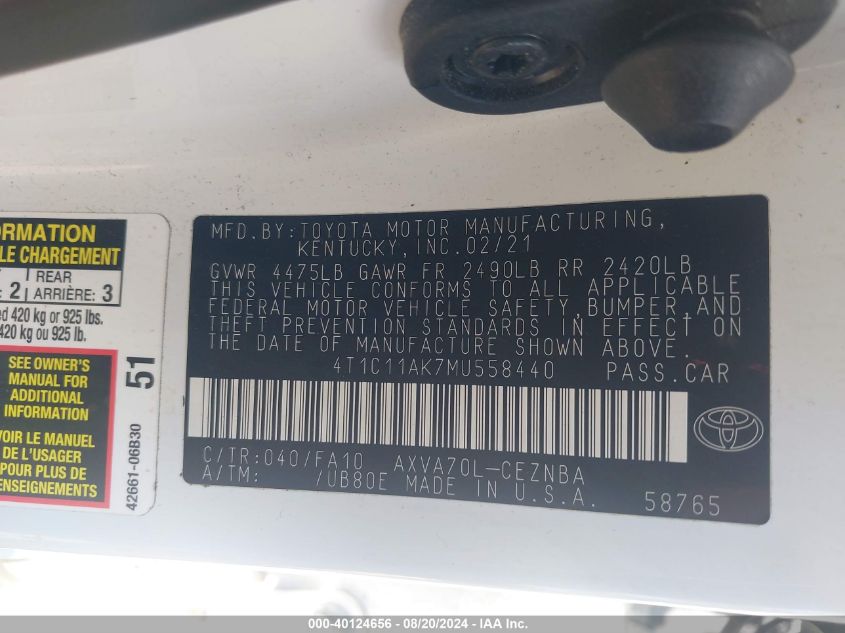 ORMATION
LE CHARGEMENT
REAR
2 ARRIÈRE: 3
ed 420 kg or 925 lbs.
420 kg ou 925 lb.
SEE OWNER'S
MANUAL FOR
ADDITIONAL
INFORMATION
VOIR LE MANUEL
DE L'USAGER
POUR PLUS DE
RENSEIGNEMENTS
51
42661-06B30
MFD.BY:TOYOTA MOTOR MANUFACTURING,
KENTUCKY,INC.02/21
GVWR 4475LB GAWR FR 2490LB RR 2420LB
THIS VEHICLE CONFORMS TO ALL APPLICABLE
FEDERAL MOTOR VEHICLE SAFETY,BUMPER,AND
THEFT PREVENTION STANDARDS IN EFFECT ON
THE DATE OF MANUFACTURE SHOWN ABOVE.
4T1C11AK7MU558440 PASS.CAR
C/TR:040/FA10 AXVA70L-CEZNBA
A/TM: /UB80E MADE IN U.S.A.
58765
000-40124656 - 08/20/2024 - IAA, Inc.